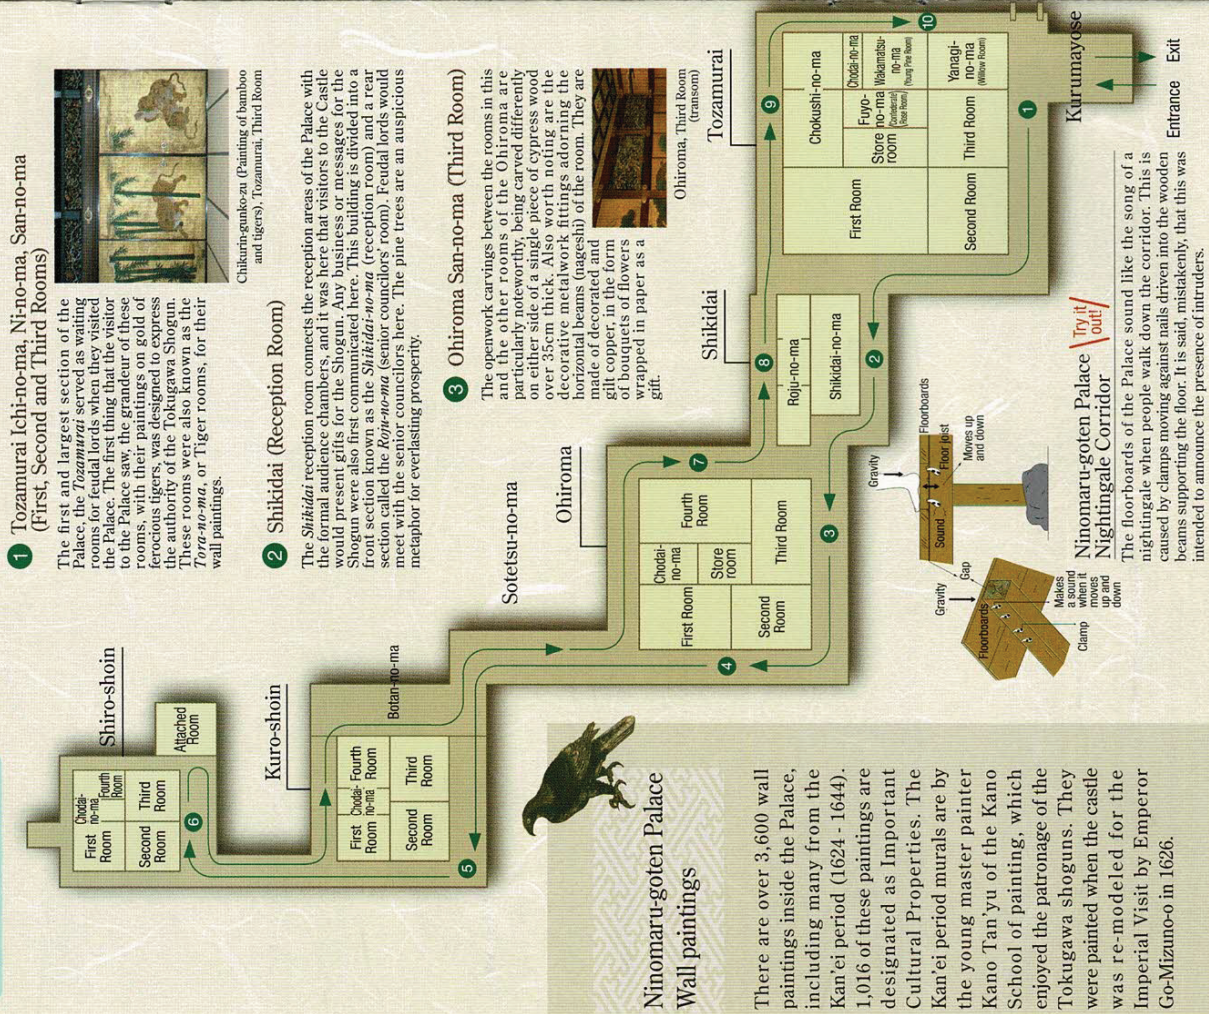 1 Tozamurai Ichi-no-ma, Ni-no-ma, San-no-ma
(First, Second and Third Rooms)
The first and largest section of the
Palace, the Tozamurai served as waiting
rooms for feudal lords when they visited
the Palace. The first thing that the visitor
to the Palace saw, the grandeur of these
rooms, with their paintings on gold of
ferocious tigers, was designed to express
the authority of the Tokugawa Shogun.
These rooms were also known as the
Tora-no-ma, or Tiger rooms, for their
wall paintings.
Chikurin-gunko-zu (Painting of bamboo
and tigers), Tozamurai, Third Room
2 Shikidai (Reception Room)
The Shikidai reception room connects the reception areas of the Palace with
the formal audience chambers, and it was here that visitors to the Castle
would present gifts for the Shogun. Any business or messages for the
Shogun were also first communicated here. This building is divided into a
front section known as the Shikidai-no-ma (reception room) and a rear
section called the Roju-no-ma (senior councilors' room). Feudal lords would
meet with the senior councilors here. The pine trees are an auspicious
metaphor for everlasting prosperity.
3 Ohiroma San-no-ma (Third Room)
The openwork carvings between the rooms in this
and the other rooms of the Ohiroma are
particularly noteworthy, being carved differently
on either side of a single piece of cypress wood
over 35cm thick. Also worth noting are the
decorative metalwork fittings adorning the
horizontal beams (nageshi) of the room. They are
made of decorated and
gilt copper, in the form
of bouquets of flowers
wrapped in paper as a
gift.
Ohiroma, Third Room
(transom)
Shiro-shoin
First
Room
Chodai-
no-ma
Fourth
Room
Second
Room
Third
Room
Attached
Room
6
Kuro-shoin
First
Room
Chodai-
no-ma
Fourth
Room
Second
Room
Third
Room
Botan-no-ma
5
Sotetsu-no-ma
4
Ohiroma
First Room
Chodai-
no-ma
Store
room
Fourth
Room
Second
Room
Third Room
7
3
Shikidai
8
Roju-no-ma
Shikidai-no-ma
2
Tozamurai
9
10
First Room
Chokushi-no-ma
Store
room
Fuyo-
no-ma
(Confederate
Rose Room)
Chodai-no-ma
Wakamatsu-
no-ma
(Young Pine Room)
Second Room
Third Room
Yanagi-
no-ma
(Willow Room)
1
Kurumayose
Entrance
Exit
Ninomaru-goten Palace
Wall paintings
There are over 3,600 wall
paintings inside the Palace,
including many from the
Kan'ei period (1624 - 1644).
1,016 of these paintings are
designated as Important
Cultural Properties. The
Kan'ei period murals are by
the young master painter
Kano Tan'yu of the Kano
School of painting, which
enjoyed the patronage of the
Tokugawa shoguns. They
were painted when the castle
was re-modeled for the
Imperial Visit by Emperor
Go-Mizuno-o in 1626.
Gravity
Gap
Floorboards
Makes
a sound
when it
moves
up and
down
Clamp
Gravity
Floorboards
Sound
Floor joist
Moves up
and down
Ninomaru-goten Palace
Nightingale Corridor
Try it
out!
The floorboards of the Palace sound like the song of a
nightingale when people walk down the corridor. This is
caused by clamps moving against nails driven into the wooden
beams supporting the floor. It is said, mistakenly, that this was
intended to announce the presence of intruders.